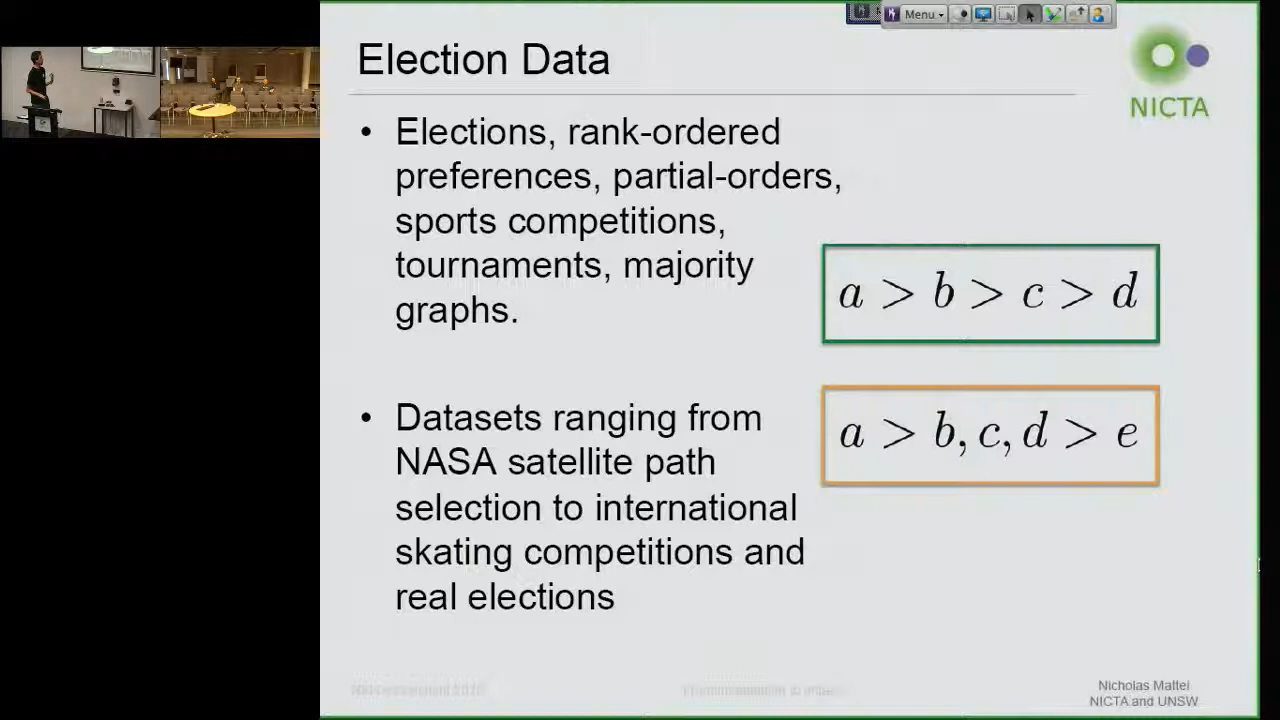 Menu
Election Data
NICTA
• Elections, rank-ordered
preferences, partial-orders,
sports competitions,
tournaments, majority
graphs.
a > b > c > d
a > b, c, d > e
• Datasets ranging from
NASA satellite path
selection to international
skating competitions and
real elections
Nicholas Mattei
NICTA and UNSW